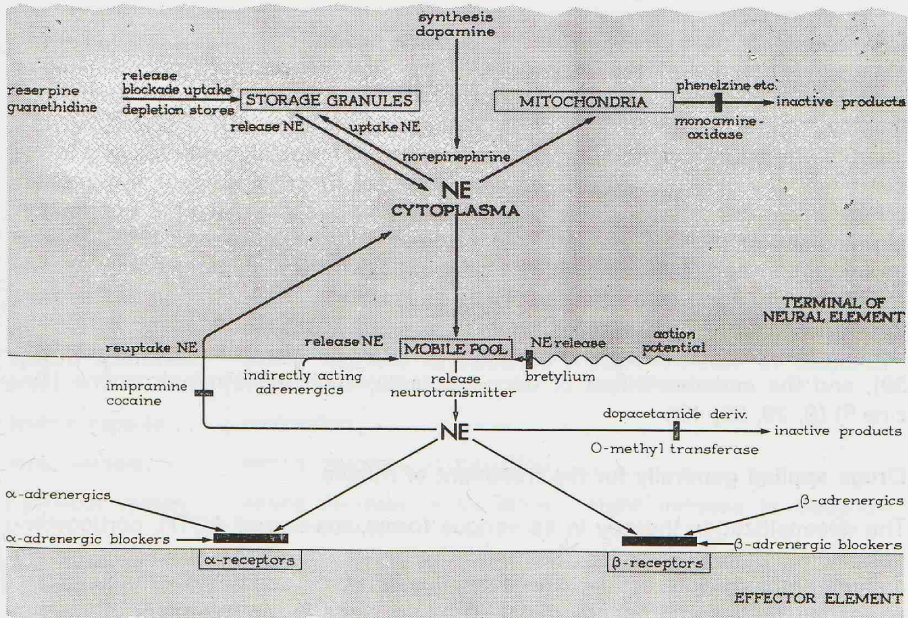 synthesis
dopamine
reserpine
guanethidine
release
blockade uptake
depletion stores
STORAGE GRANULES
MITOCHONDRIA
phenelzine etc.
monoamine-
oxidase
inactive products
release NE
uptake NE
norepinephrine
NE
CYTOPLASMA
TERMINAL OF
NEURAL ELEMENT
reuptake NE
release NE
MOBILE POOL
NE release
action
potential
imipramine
cocaine
indirectly acting
adrenergics
release
neurotransmitter
bretylium
NE
dopacetamide deriv.
O-methyl transferase
inactive products
α-adrenergics
α-adrenergic blockers
α-receptors
β-adrenergics
β-adrenergic blockers
β-receptors
EFFECTOR ELEMENT